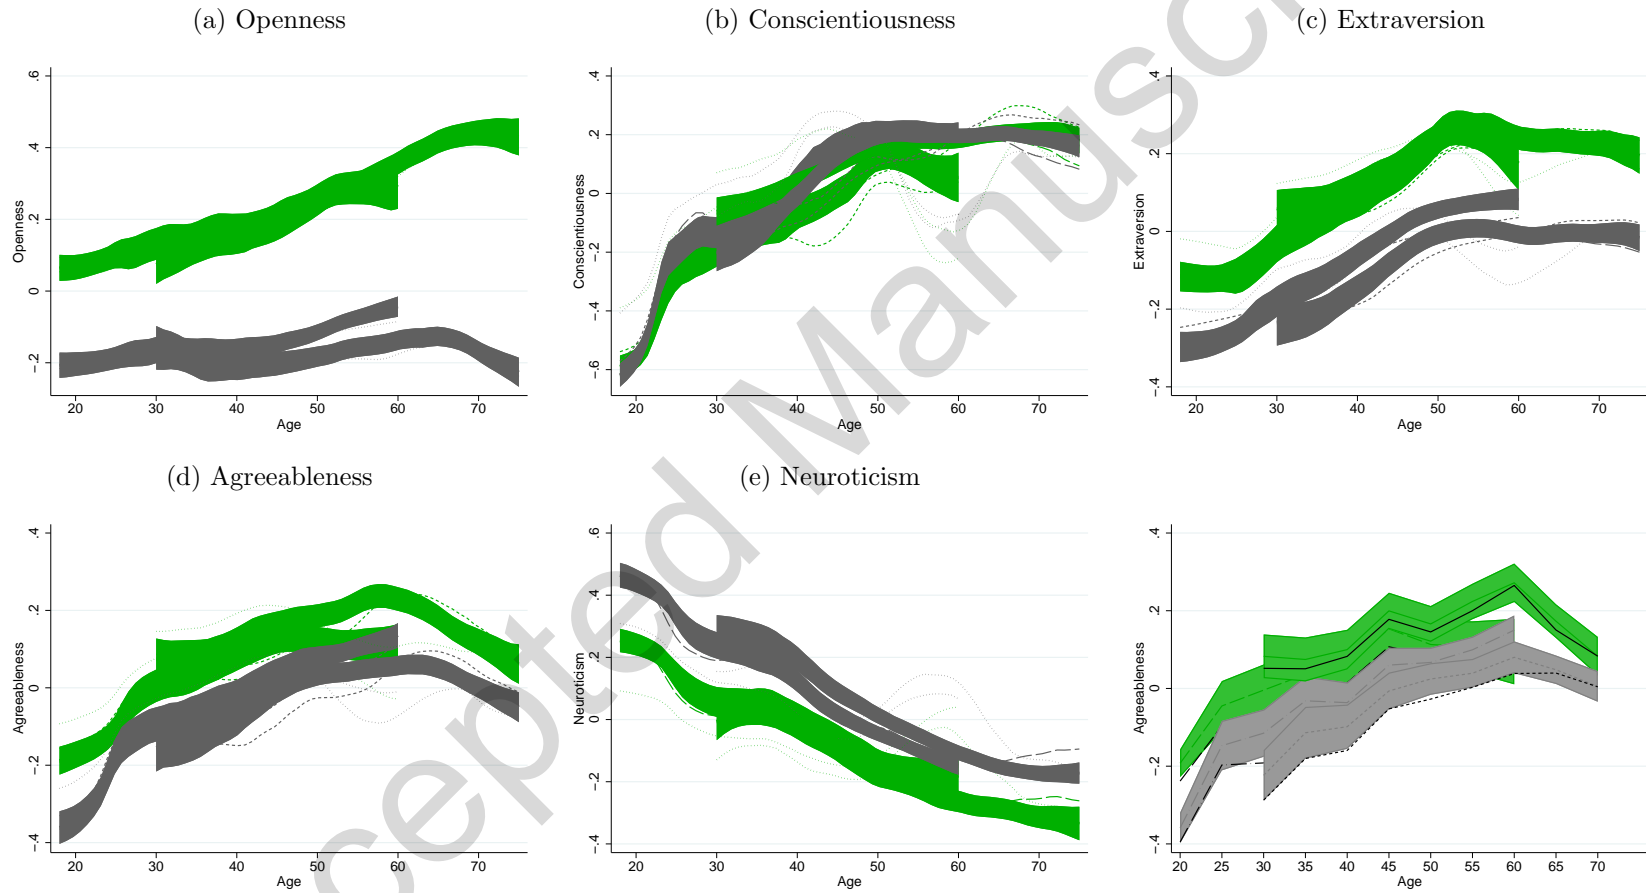 (a) Openness
(b) Conscientiousness
(c) Extraversion
.6
.4
.2
0
-.2
Openness
20 30 40 50 60 70
Age
.4
.2
0
-.2
-.4
-.6
Conscientiousness
20 30 40 50 60 70
Age
.4
.2
0
-.2
-.4
Extraversion
20 30 40 50 60 70
Age
(d) Agreeableness
(e) Neuroticism
.4
.2
0
-.2
-.4
Agreeableness
20 30 40 50 60 70
Age
.6
.4
.2
0
-.2
-.4
Neuroticism
20 30 40 50 60 70
Age
.4
.2
0
-.2
-.4
Agreeableness
20 25 30 35 40 45 50 55 60 65 70
Age
cepted Manusc